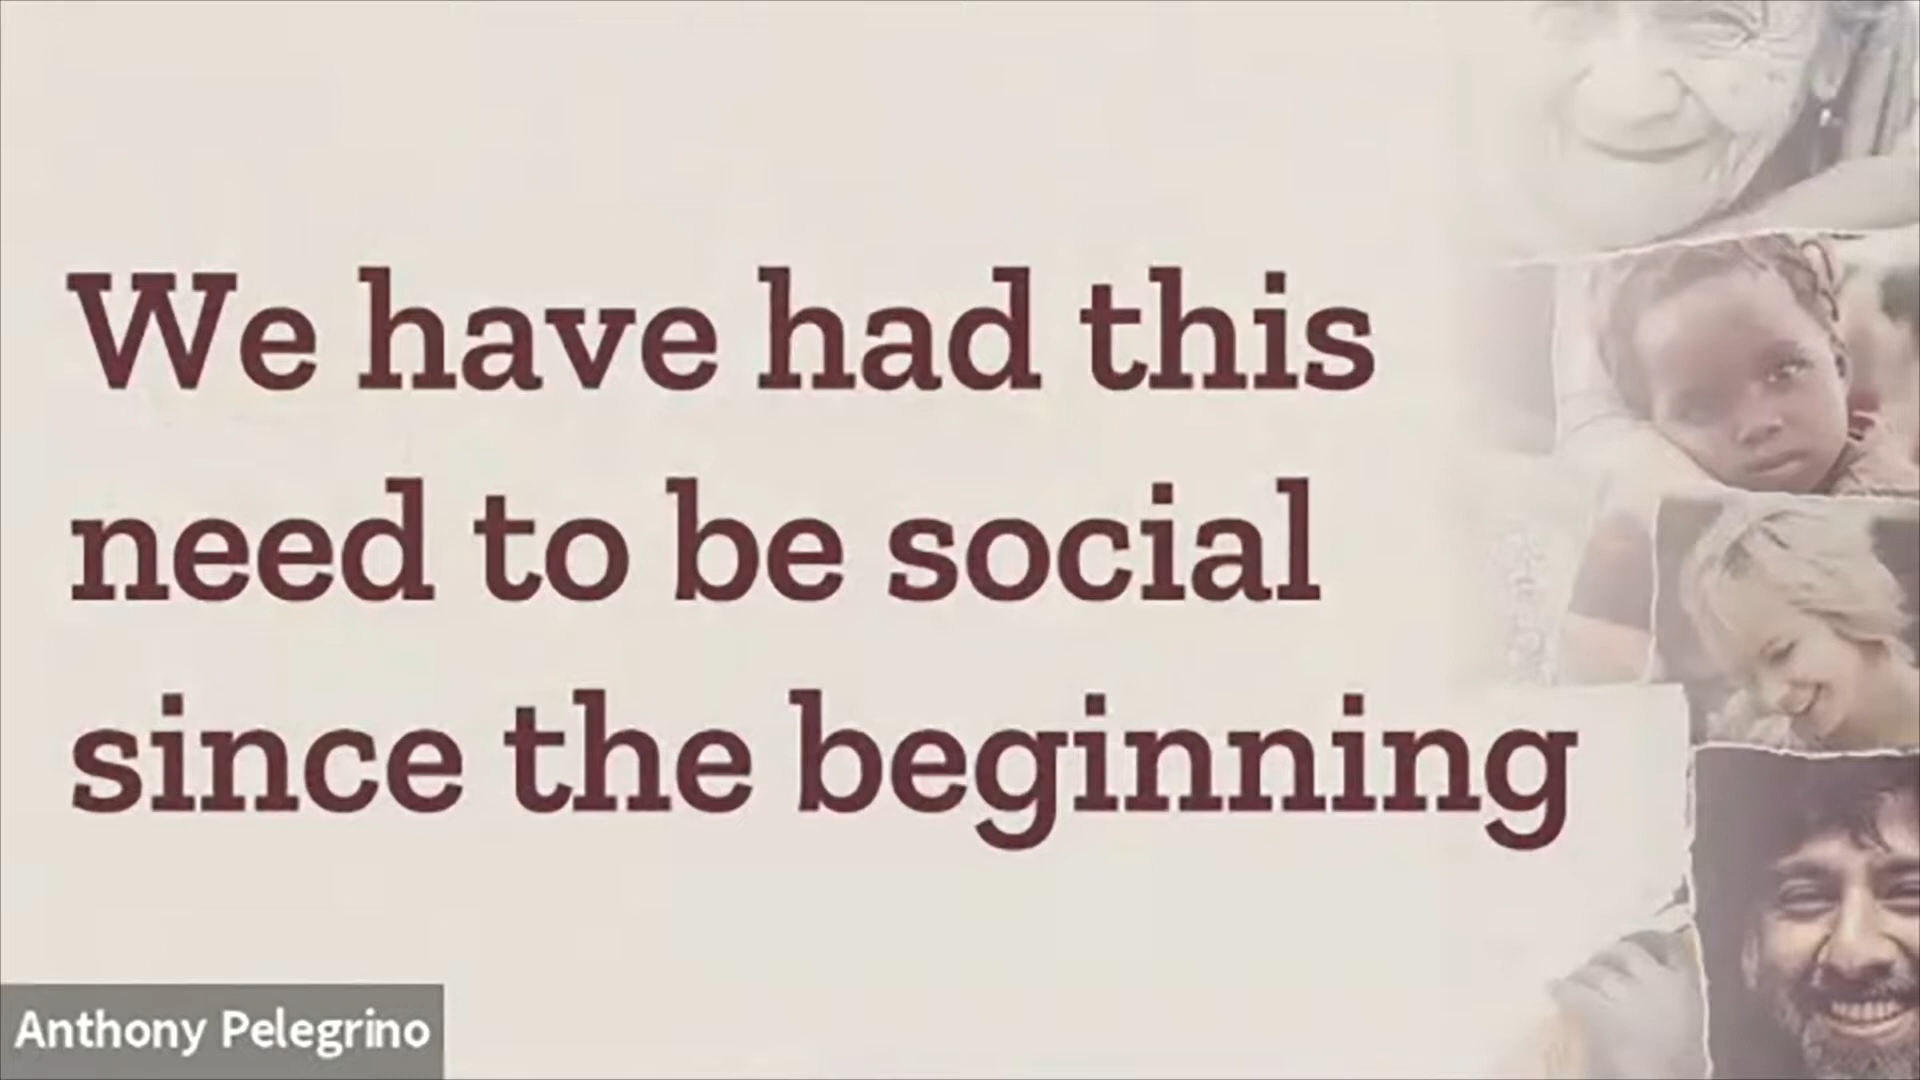 We have had this
need to be social
since the beginning
Anthony Pelegrino